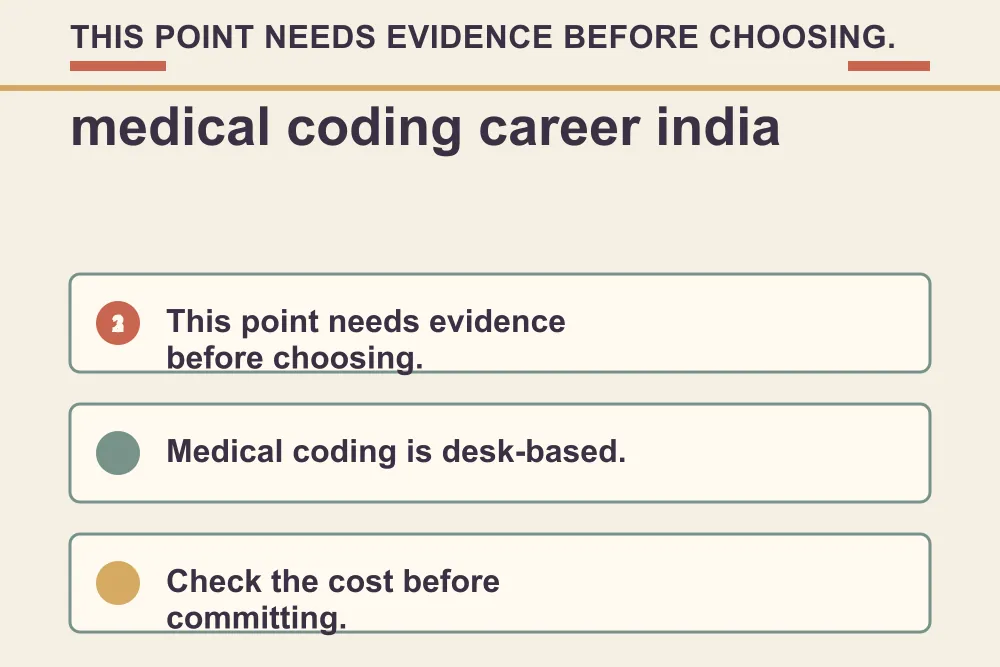 THIS POINT NEEDS EVIDENCE BEFORE CHOOSING.
medical coding career india
This point needs evidence
before choosing.
Medical coding is desk-based.
Check the cost before
committing.